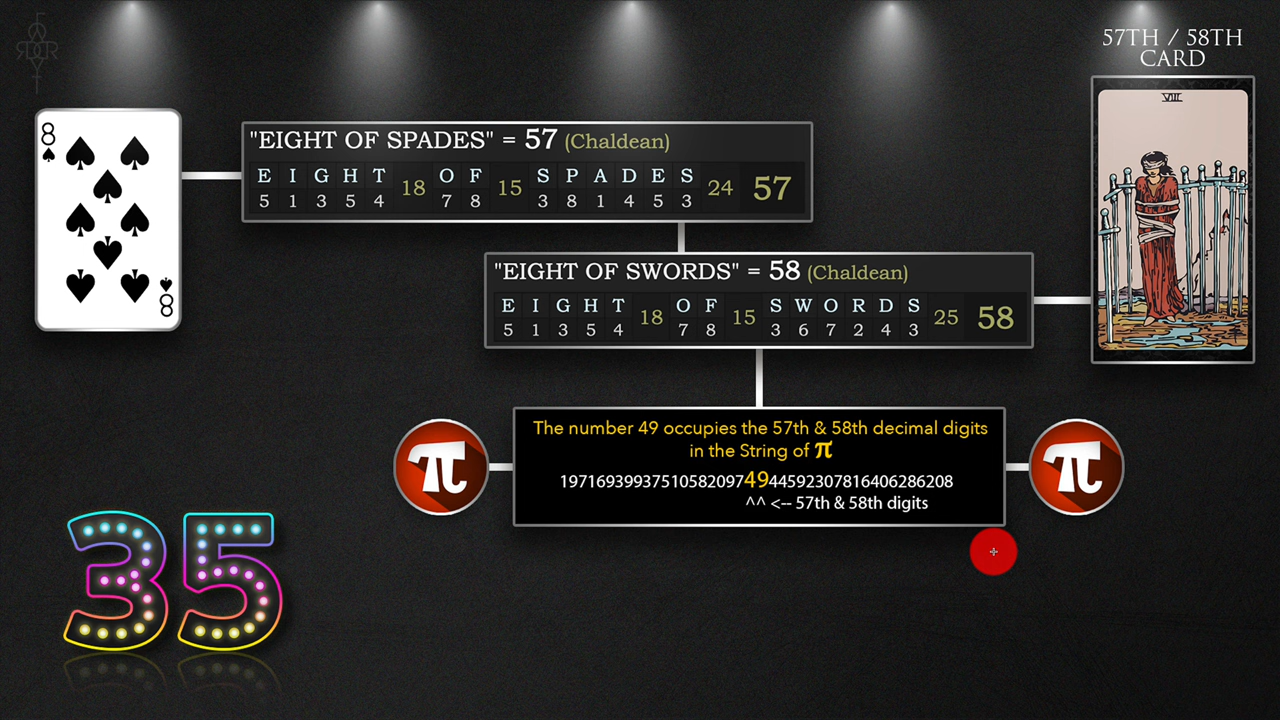 57TH / 58TH
CARD
VIII
8
8
"EIGHT OF SPADES" = 57 (Chaldean)
E I G H T 18 O F 15 S P A D E S 24 57
5 1 3 5 4 7 8 3 8 1 4 5 3
"EIGHT OF SWORDS" = 58 (Chaldean)
E I G H T 18 O F 15 S W O R D S 25 58
5 1 3 5 4 7 8 3 6 7 2 4 3
The number 49 occupies the 57th & 58th decimal digits
in the String of π
π
197169399375105820974944592307816406286208
π
^^ <-- 57th & 58th digits
35